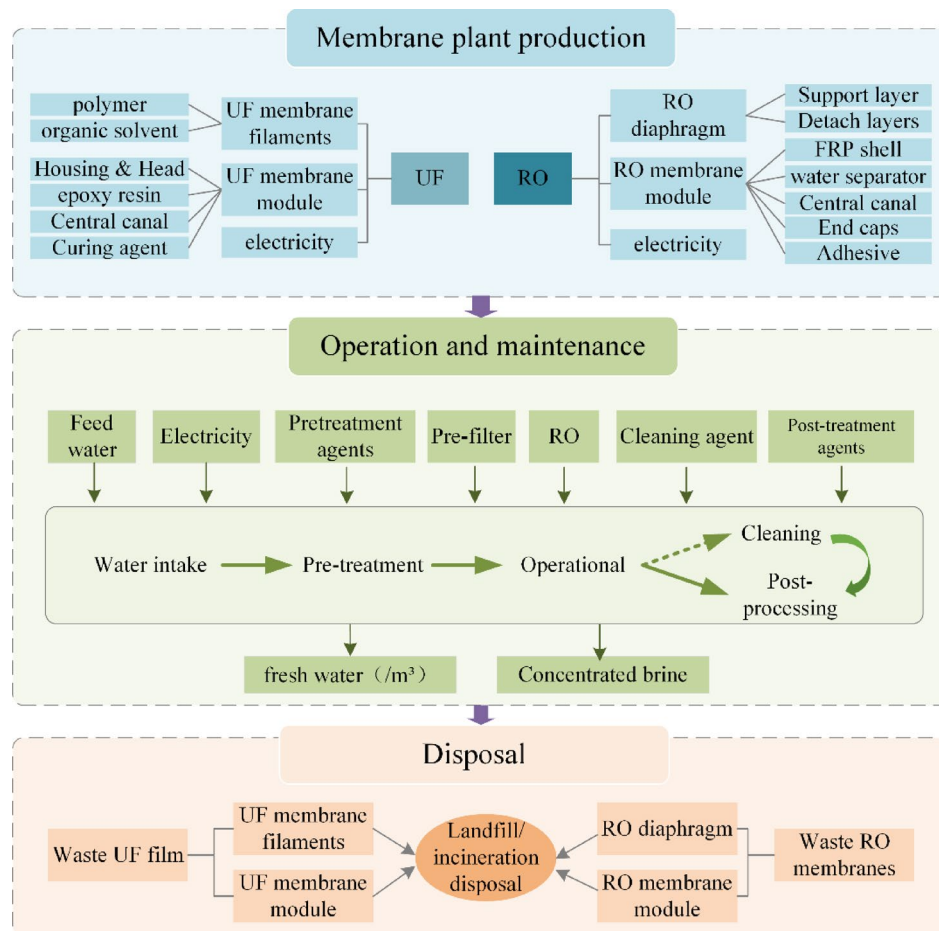 Membrane plant production
polymer
organic solvent
UF membrane
filaments
Housing & Head
epoxy resin
Central canal
Curing agent
UF membrane
module
electricity
UF
RO
RO
diaphragm
RO membrane
module
electricity
Support layer
Detach layers
FRP shell
water separator
Central canal
End caps
Adhesive
Operation and maintenance
Feed
water
Electricity
Pretreatment
agents
Pre-filter
RO
Cleaning agent
Post-treatment
agents
Water intake
Pre-treatment
Operational
Cleaning
Post-
processing
fresh water（/m³）
Concentrated brine
Disposal
Waste UF film
UF membrane
filaments
UF membrane
module
Landfill/
incineration
disposal
RO diaphragm
RO membrane
module
Waste RO
membranes